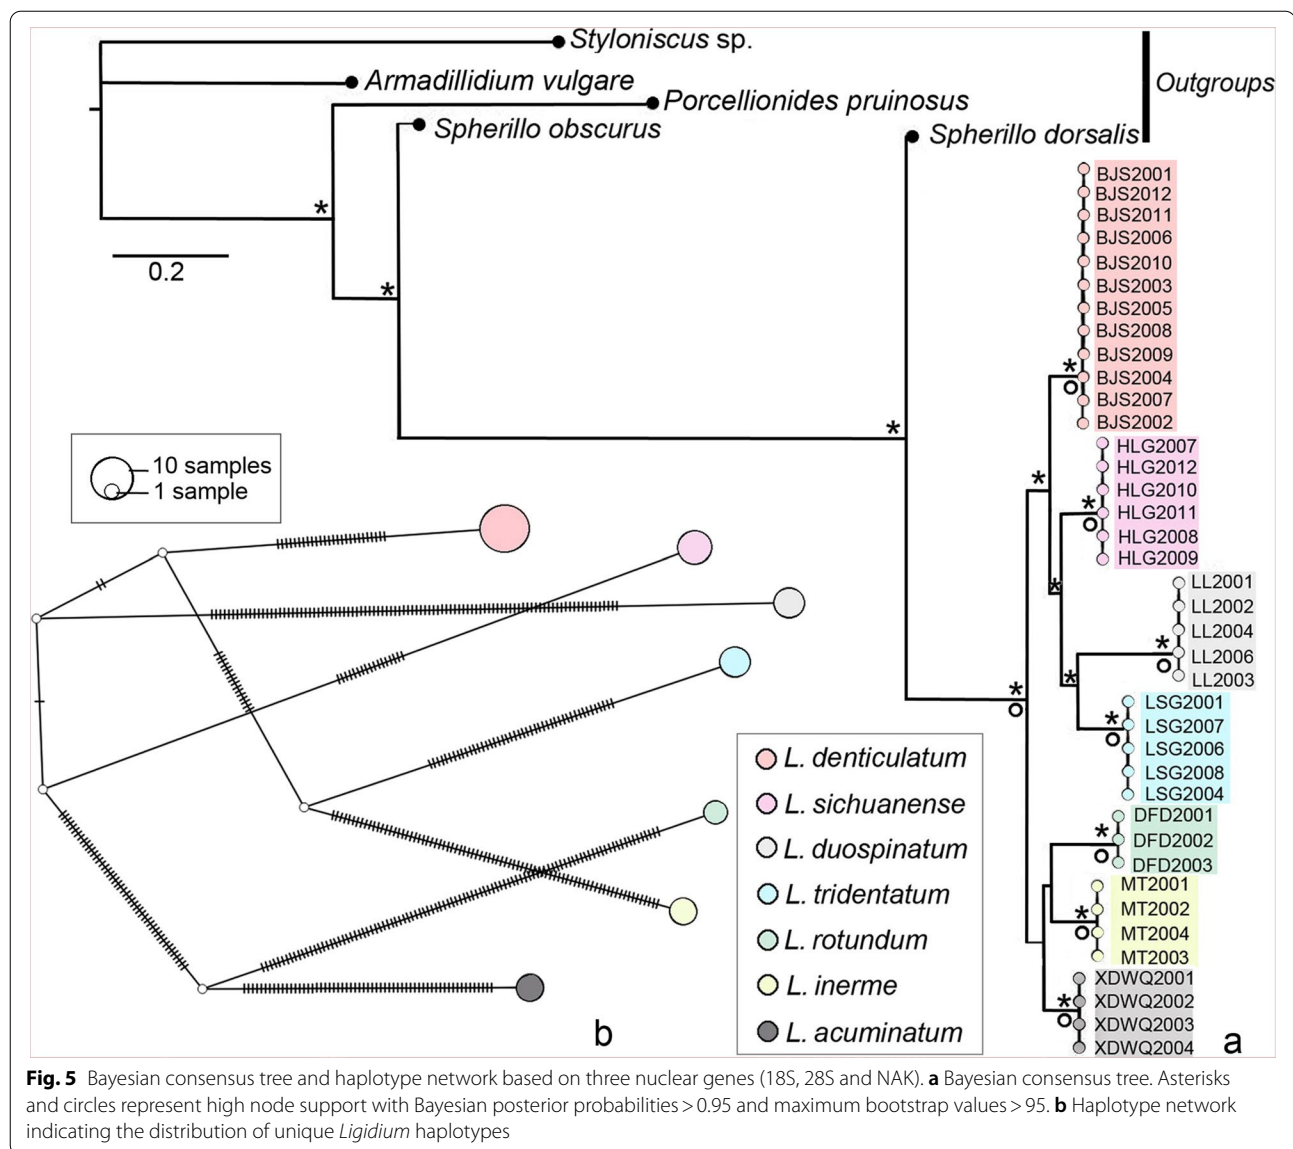 Styloniscus sp.
Armadillidium vulgare
Porcellionides pruinosus
Spherillo obscurus
Spherillo dorsalis
Outgroups
*
*
0.2
*
*
*
*
*
*
*
*
*
*
*
BJS2001
BJS2012
BJS2011
BJS2006
BJS2010
BJS2003
BJS2005
BJS2008
BJS2009
BJS2004
BJS2007
BJS2002
HLG2007
HLG2012
HLG2010
HLG2011
HLG2008
HLG2009
LL2001
LL2002
LL2004
LL2006
LL2003
LSG2001
LSG2007
LSG2006
LSG2008
LSG2004
DFD2001
DFD2002
DFD2003
MT2001
MT2002
MT2004
MT2003
XDWQ2001
XDWQ2002
XDWQ2003
XDWQ2004
a
10 samples
1 sample
L. denticulatum
L. sichuanense
L. duospinatum
L. tridentatum
L. rotundum
L. inerme
L. acuminatum
b
Fig. 5 Bayesian consensus tree and haplotype network based on three nuclear genes (18S, 28S and NAK). a Bayesian consensus tree. Asterisks
and circles represent high node support with Bayesian posterior probabilities > 0.95 and maximum bootstrap values > 95. b Haplotype network
indicating the distribution of unique Ligidium haplotypes